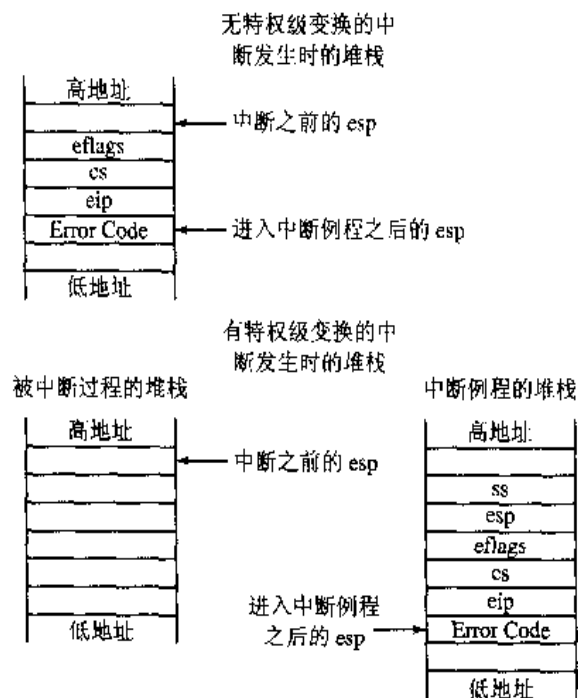 无特权级变换的中
断发生时的堆栈
高地址
中断之前的 esp
eflags
cs
eip
Error Code
进入中断例程之后的 esp
低地址
有特权级变换的中
断发生时的堆栈
被中断过程的堆栈
中断例程的堆栈
高地址
中断之前的 esp
低地址
高地址
ss
esp
eflags
cs
eip
进入中断例程
之后的 esp
Error Code
低地址